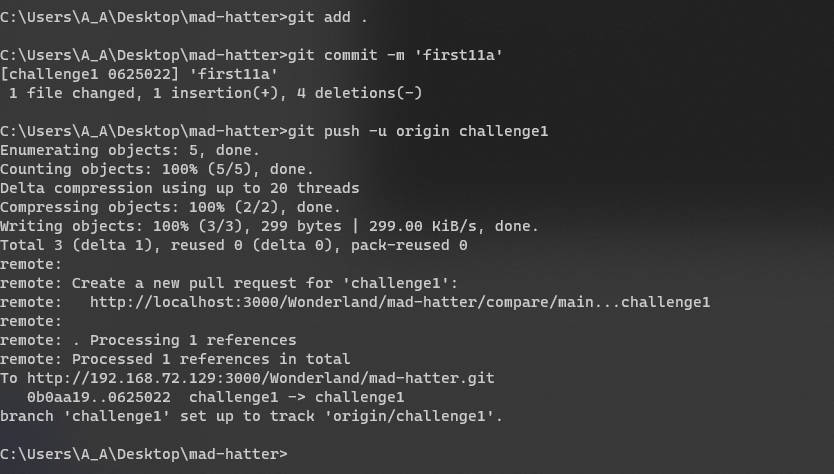 C:\Users\A_A\Desktop\mad-hatter>git add .
C:\Users\A_A\Desktop\mad-hatter>git commit -m 'first11a'
[challenge1 0625022] 'first11a'
 1 file changed, 1 insertion(+), 4 deletions(-)
C:\Users\A_A\Desktop\mad-hatter>git push -u origin challenge1
Enumerating objects: 5, done.
Counting objects: 100% (5/5), done.
Delta compression using up to 20 threads
Compressing objects: 100% (2/2), done.
Writing objects: 100% (3/3), 299 bytes | 299.00 KiB/s, done.
Total 3 (delta 1), reused 0 (delta 0), pack-reused 0
remote:
remote: Create a new pull request for 'challenge1':
remote:   http://localhost:3000/Wonderland/mad-hatter/compare/main...challenge1
remote:
remote: . Processing 1 references
remote: Processed 1 references in total
To http://192.168.72.129:3000/Wonderland/mad-hatter.git
   0b0aa19..0625022  challenge1 -> challenge1
branch 'challenge1' set up to track 'origin/challenge1'.
C:\Users\A_A\Desktop\mad-hatter>